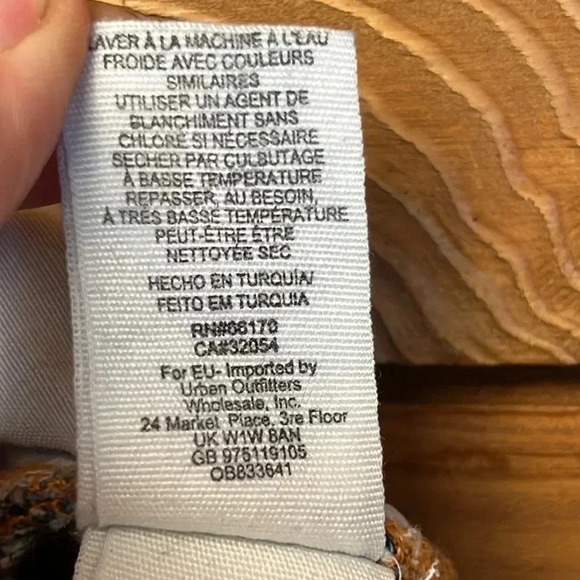 LAVER À LA MACHINE À L'EAU
FROIDE AVEC COULEURS
SIMILAIRES
UTILISER UN AGENT DE
BLANCHIMENT SANS
CHLORE SI NÉCESSAIRE
SECHER PAR CULBUTAGE
À BASSE TEMPERATURE
REPASSER, AU BESOIN,
À TRÈS BASSE TEMPÉRATURE
PEUT-ÊTRE ÊTRE
NETTOYÉE SEC
HECHO EN TURQUÍA/
FEITO EM TURQUIA
RN#66170
CA#32054
For EU- Imported by
Urban Outfitters
Wholesale, Inc.
24 Market Place, 3re Floor
UK W1W 8AN
GB 975119105
OB833641